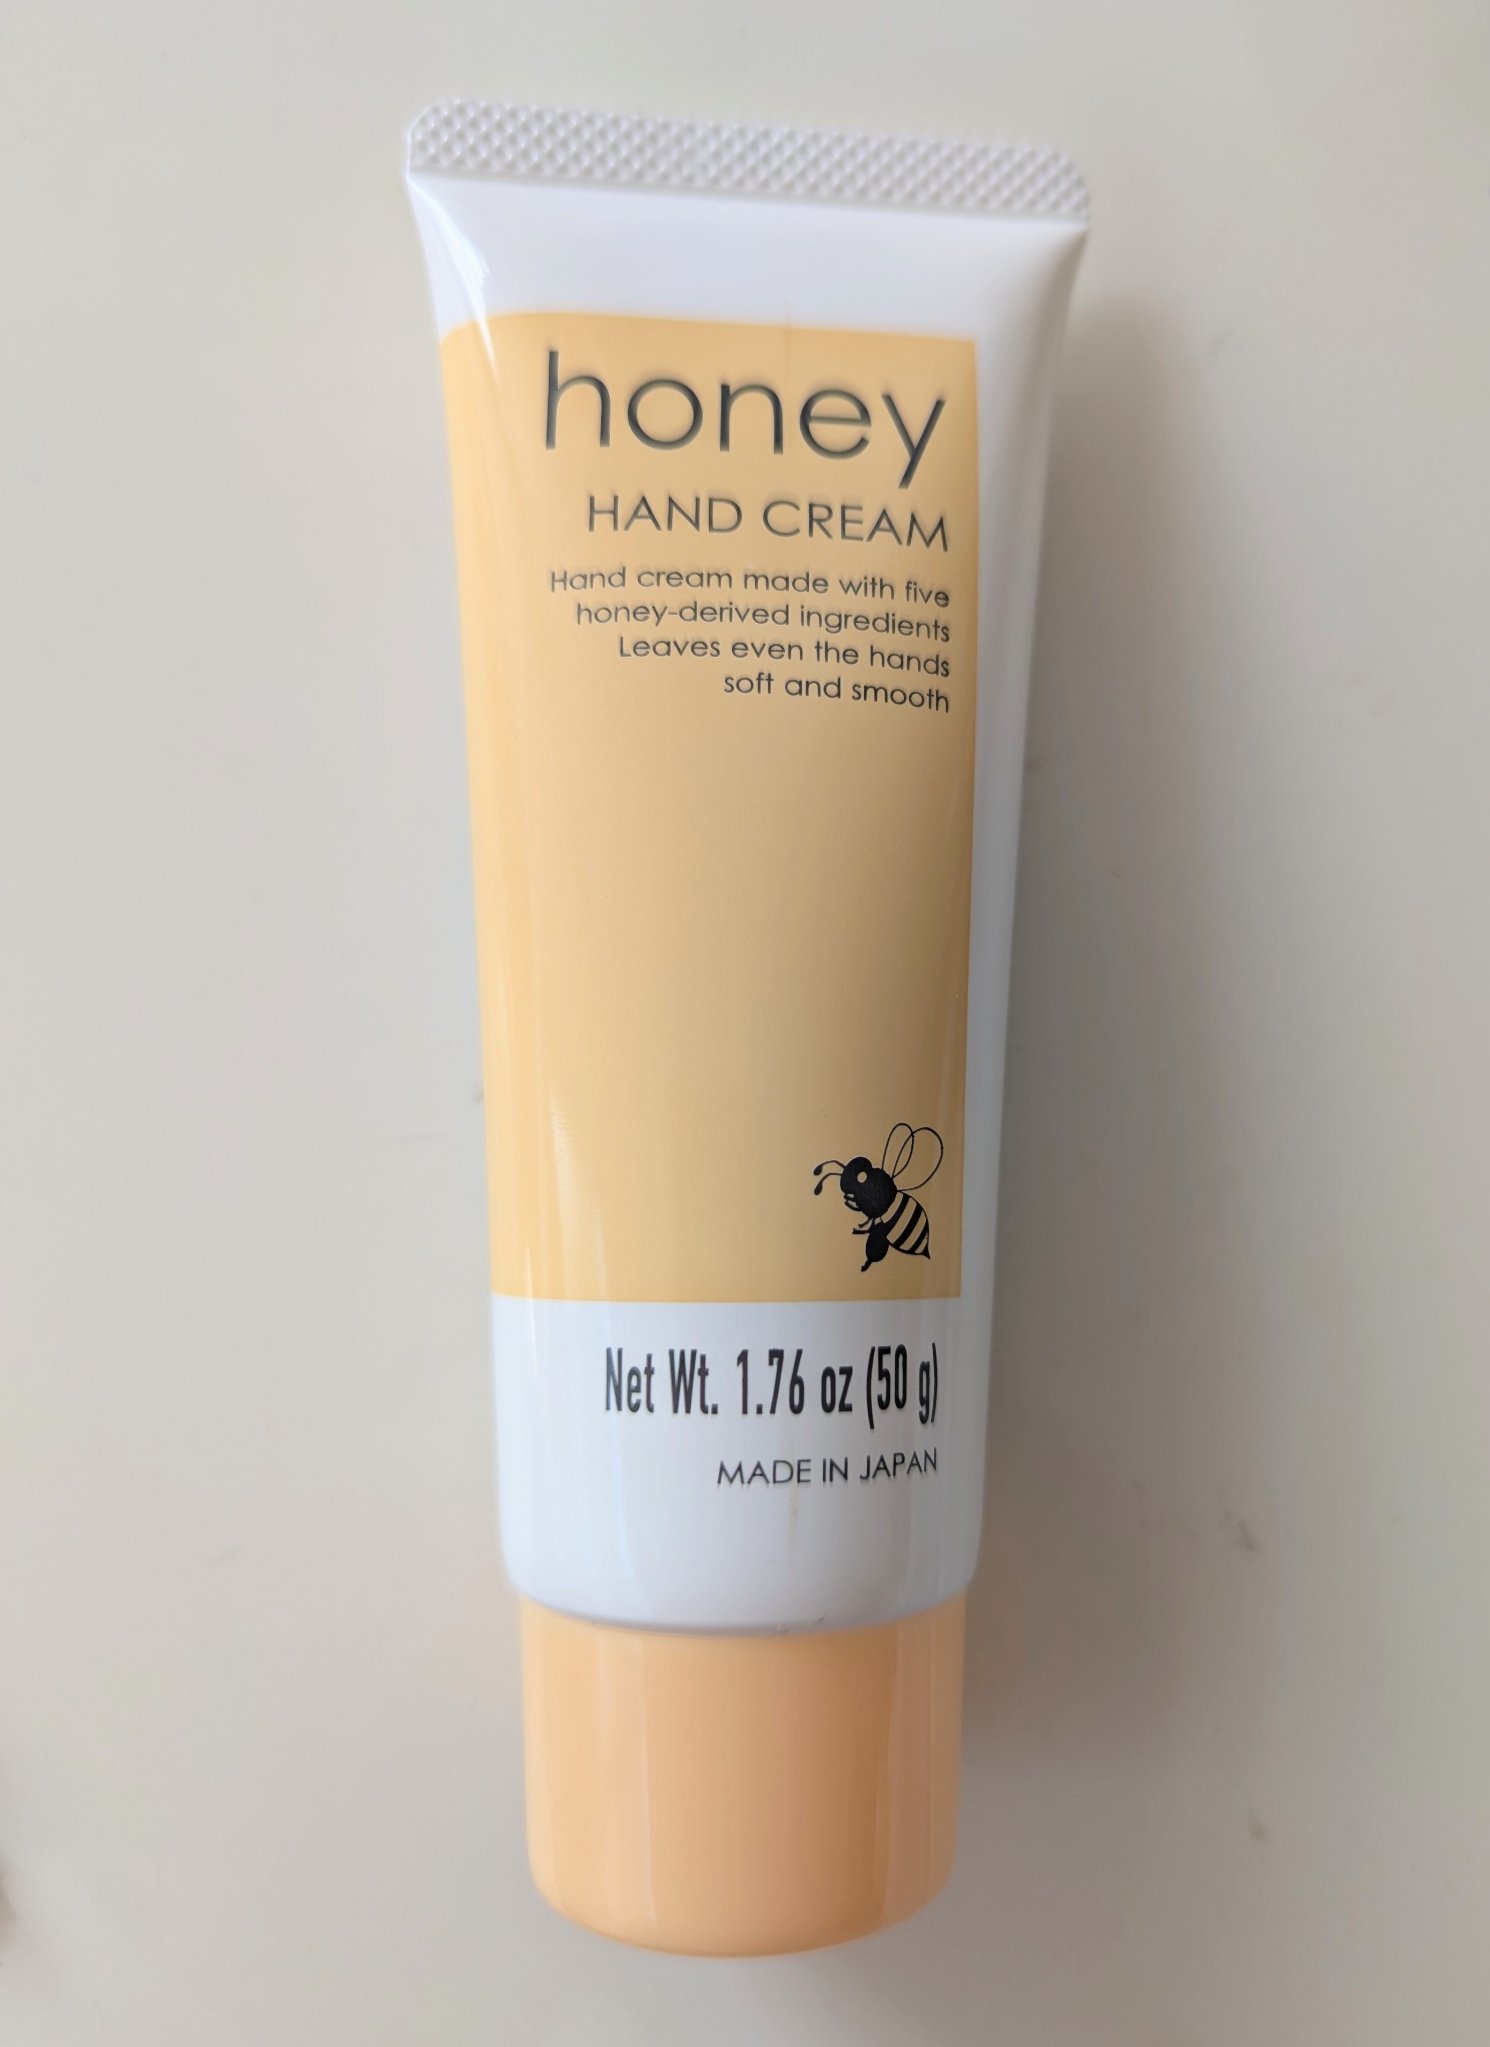 honey
HAND CREAM
Hand cream made with five
honey-derived ingredients
Leaves even the hands
soft and smooth
Net Wt. 1.76 oz (50 g)
MADE IN JAPAN